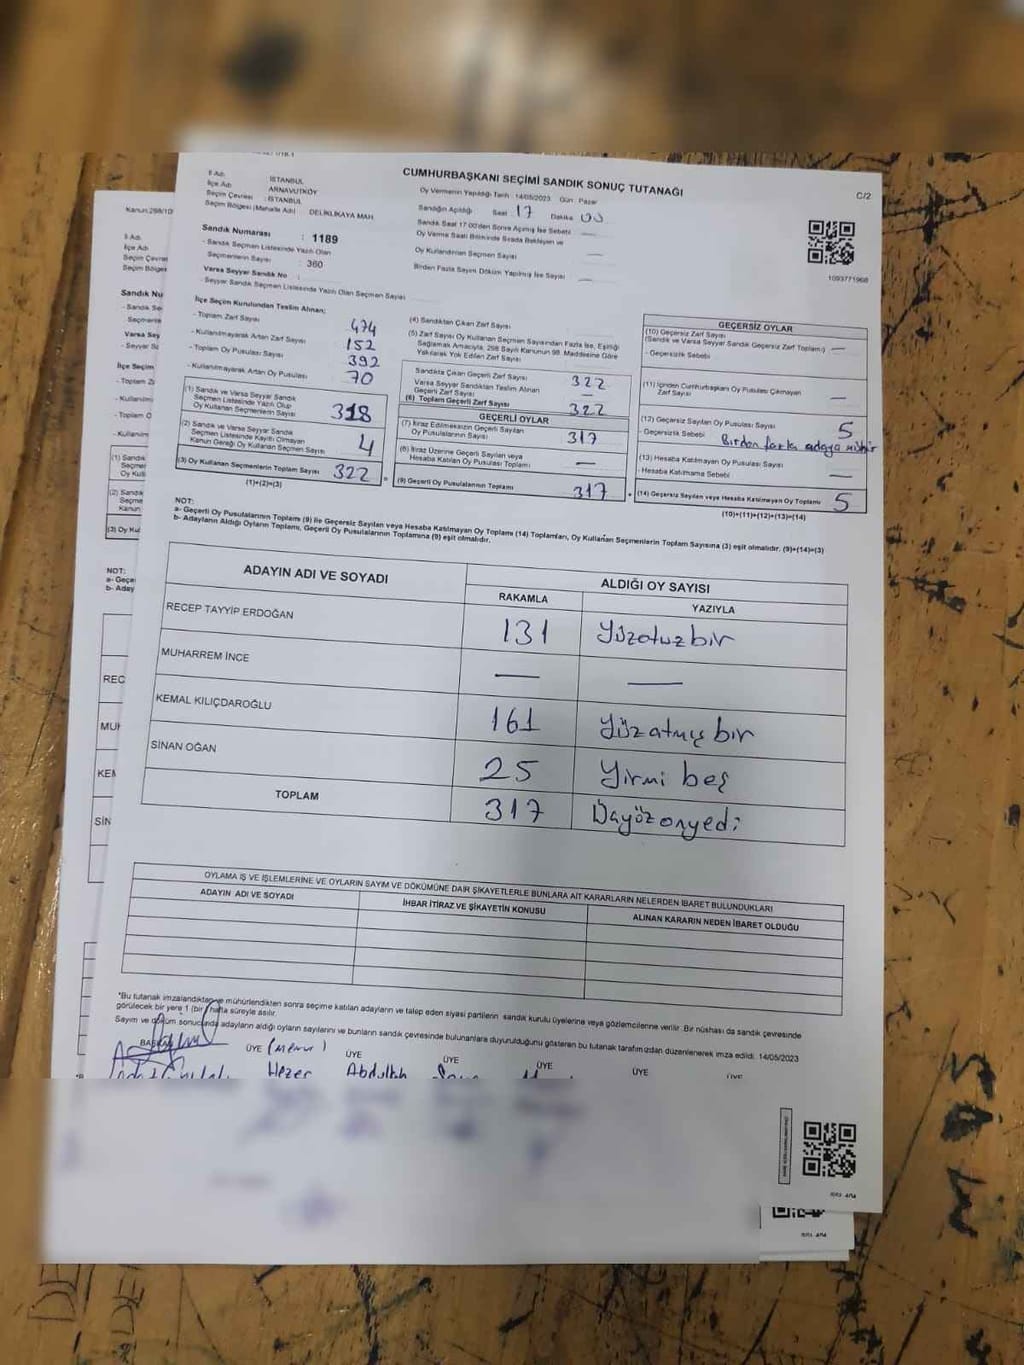 CUMHURBAŞKANI SEÇİMİ SANDIK SONUÇ TUTANAĞI
C/2
İl Adı : İSTANBUL
İlçe Adı : ARNAVUTKÖY
Seçim Çevresi : İSTANBUL
Seçim Bölgesi (Mahalle Adı) DELİKLİKAYA MAH.
Oy Vermenin Yapıldığı Tarih : 14/05/2023 Gün : Pazar
Sandığın Açıldığı Saat : 17 Dakika 00
Sandık Saat 17.00'den Sonra Açılmış İse Sebebi :
Oy Verme Saati Bitiminde Sırada Bekleyen ve
Oy Kullandırılan Seçmen Sayısı
Birden Fazla Sayım Döküm Yapılmış İse Sayısı :
1093771968
Sandık Numarası : 1189
- Sandık Seçmen Listesinde Yazılı Olan
Seçmenlerin Sayısı : 360
Varsa Seyyar Sandık No :
- Seyyar Sandık Seçmen Listesinde Yazılı Olan Seçmen Sayısı
İlçe Seçim Kurulundan Teslim Alınan;
- Toplam Zarf Sayısı 474
- Kullanılmayarak Artan Zarf Sayısı 152
- Toplam Oy Pusulası Sayısı 392
- Kullanılmayarak Artan Oy Pusulası 70
(1) Sandık ve Varsa Seyyar Sandık
Seçmen Listesinde Yazılı Olup
Oy Kullanan Seçmenlerin Sayısı 318
(2) Sandık ve Varsa Seyyar Sandık
Seçmen Listesinde Kayıtlı Olmayan
Kanun Gereği Oy Kullanan Seçmen Sayısı 4
(3) Oy Kullanan Seçmenlerin Toplam Sayısı 322
(1)+(2)=(3)
(4) Sandıktan Çıkan Zarf Sayısı
(5) Zarf Sayısı Oy Kullanan Seçmen Sayısından Fazla İse, Eşitliği
Sağlamak Amacıyla, 298 Sayılı Kanunun 98. Maddesine Göre
Yakılarak Yok Edilen Zarf Sayısı
Sandıkta Çıkan Geçerli Zarf Sayısı 322
Varsa Seyyar Sandıktan Teslim Alınan
Geçerli Zarf Sayısı —
(6) Toplam Geçerli Zarf Sayısı 322
GEÇERLİ OYLAR
(7) İtiraz Edilmeksizin Geçerli Sayılan
Oy Pusulalarının Sayısı 317
(8) İtiraz Üzerine Geçerli Sayılan veya
Hesaba Katılan Oy Pusulası Toplamı —
(9) Geçerli Oy Pusulalarının Toplamı 317
GEÇERSİZ OYLAR
(10) Geçersiz Zarf Sayısı
(Sandık ve Varsa Seyyar Sandık Geçersiz Zarf Toplamı) —
- Geçersizlik Sebebi
(11) İçinden Cumhurbaşkanı Oy Pusulası Çıkmayan
Zarf Sayısı —
(12) Geçersiz Sayılan Oy Pusulası Sayısı 5
- Geçersizlik Sebebi Birden fazla adaya mühür
(13) Hesaba Katılmayan Oy Pusulası Sayısı —
- Hesaba Katılmama Sebebi —
(14) Geçersiz Sayılan veya Hesaba Katılmayan Oy Toplamı 5
(10)+(11)+(12)+(13)=(14)
NOT:
a- Geçerli Oy Pusulalarının Toplamı (9) ile Geçersiz Sayılan veya Hesaba Katılmayan Oy Toplamı (14) Toplamları, Oy Kullanan Seçmenlerin Toplam Sayısına (3) eşit olmalıdır. (9)+(14)=(3)
b- Adayların Aldığı Oyların Toplamı, Geçerli Oy Pusulalarının Toplamına (9) eşit olmalıdır.
ADAYIN ADI VE SOYADI
ALDIĞI OY SAYISI
RAKAMLA YAZIYLA
RECEP TAYYİP ERDOĞAN 131 Yüzotuzbir
MUHARREM İNCE — —
KEMAL KILIÇDAROĞLU 161 Yüzatmış bir
SİNAN OĞAN 25 Yirmi beş
TOPLAM 317 Üçyüzonyedi
OYLAMA İŞ VE İŞLEMLERİNE VE OYLARIN SAYIM VE DÖKÜMÜNE DAİR ŞİKAYETLERLE BUNLARA AİT KARARLARIN NELERDEN İBARET BULUNDUKLARI
ADAYIN ADI VE SOYADI İHBAR İTİRAZ VE ŞİKAYETİN KONUSU ALINAN KARARIN NEDEN İBARET OLDUĞU
*Bu tutanak imzalandıktan ve mühürlendikten sonra seçime katılan adayların ve talep eden siyasi partilerin sandık kurulu üyelerine veya gözlemcilerine verilir. Bir nüshası da sandık çevresinde
görülecek bir yere 1 (bir) hafta süreyle asılır.
Sayım ve döküm sonucunda adayların aldığı oyların sayılarını ve bunların sandık çevresinde bulunanlara duyurulduğunu gösteren bu tutanak tarafımızdan düzenlenerek imza edildi. 14/05/2023
BAŞKAN ÜYE (Memur) ÜYE ÜYE ÜYE ÜYE ÜYE
Hezer Abdullah